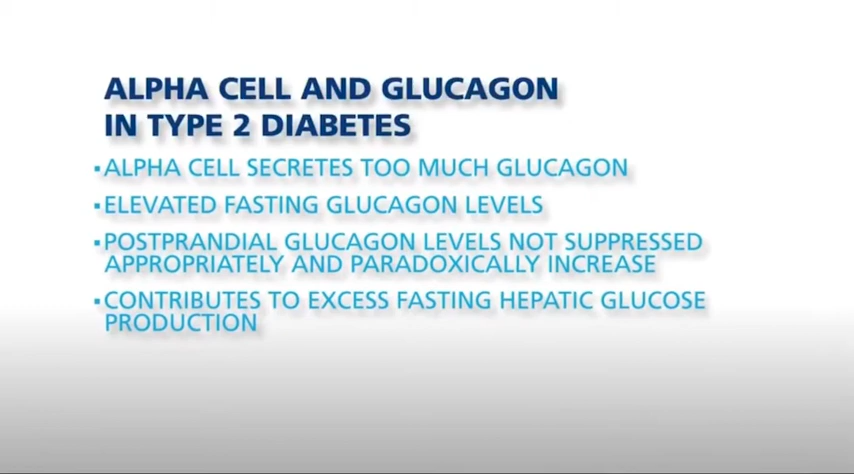 ALPHA CELL AND GLUCAGON
IN TYPE 2 DIABETES
▪ALPHA CELL SECRETES TOO MUCH GLUCAGON
▪ELEVATED FASTING GLUCAGON LEVELS
▪POSTPRANDIAL GLUCAGON LEVELS NOT SUPPRESSED
APPROPRIATELY AND PARADOXICALLY INCREASE
▪CONTRIBUTES TO EXCESS FASTING HEPATIC GLUCOSE
PRODUCTION